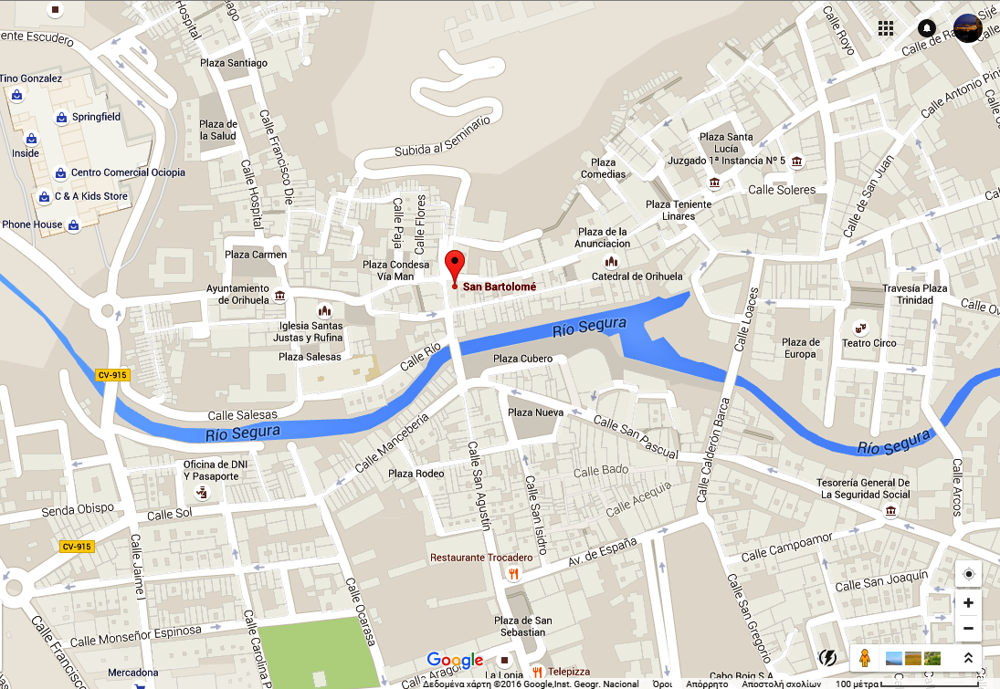 Hospital
Santiago
Calle Royo
Calle de Ra
Sijé
ente Escudero
Plaza Santiago
Tino Gonzalez
Calle Antonio Pini
Springfield
Plaza de
la Salud
Calle Francisco Die
Inside
Subida al Seminario
Plaza Santa
Lucía
Juzgado 1ª Instancia Nº 5
Centro Comercial Ociopia
Calle Hospital
Plaza
Comedias
Calle Soleres
Calle de San Juan
C & A Kids Store
Phone House
Calle Paja
Calle Flores
Plaza Teniente
Linares
Plaza de la
Anunciacion
Plaza Carmen
Plaza Condesa
Vía Man
Catedral de Orihuela
Ayuntamiento
de Orihuela
San Bartolomé
Travesía Plaza
Trinidad
Calle Ov
Calle Loaces
Iglesia Santas
Justas y Rufina
Río Segura
Plaza de
Europa
Teatro Circo
Plaza Salesas
Calle Río
Plaza Cubero
CV-915
Calle Salesas
Plaza Nueva
Río Segura
Calle Mancebería
Calle San Pascual
Calle Calderón Barca
Río Segura
Oficina de DNI
Y Pasaporte
Plaza Rodeo
Calle San Agustín
Calle Bado
Calle San Isidro
Calle Acequia
Tesorería General De
La Seguridad Social
Calle Arcos
Senda Obispo
Calle Sol
CV-915
Calle Jaime I
Restaurante Trocadero
Av. de España
Calle Campoamor
Calle San Joaquín
Calle San Gregorio
Calle Ocarasa
Calle Francisco
Calle Monseñor Espinosa
Calle Carolina P
Plaza de San
Sebastian
Mercadona
Google
Calle Aragó
La Lonja
Telepizza
Cabo Roig S.A
Δεδομένα χάρτη ©2016 Google,Inst. Geogr. Nacional Όροι Απόρρητο Αποστολή σχολίων 100 μέτρα